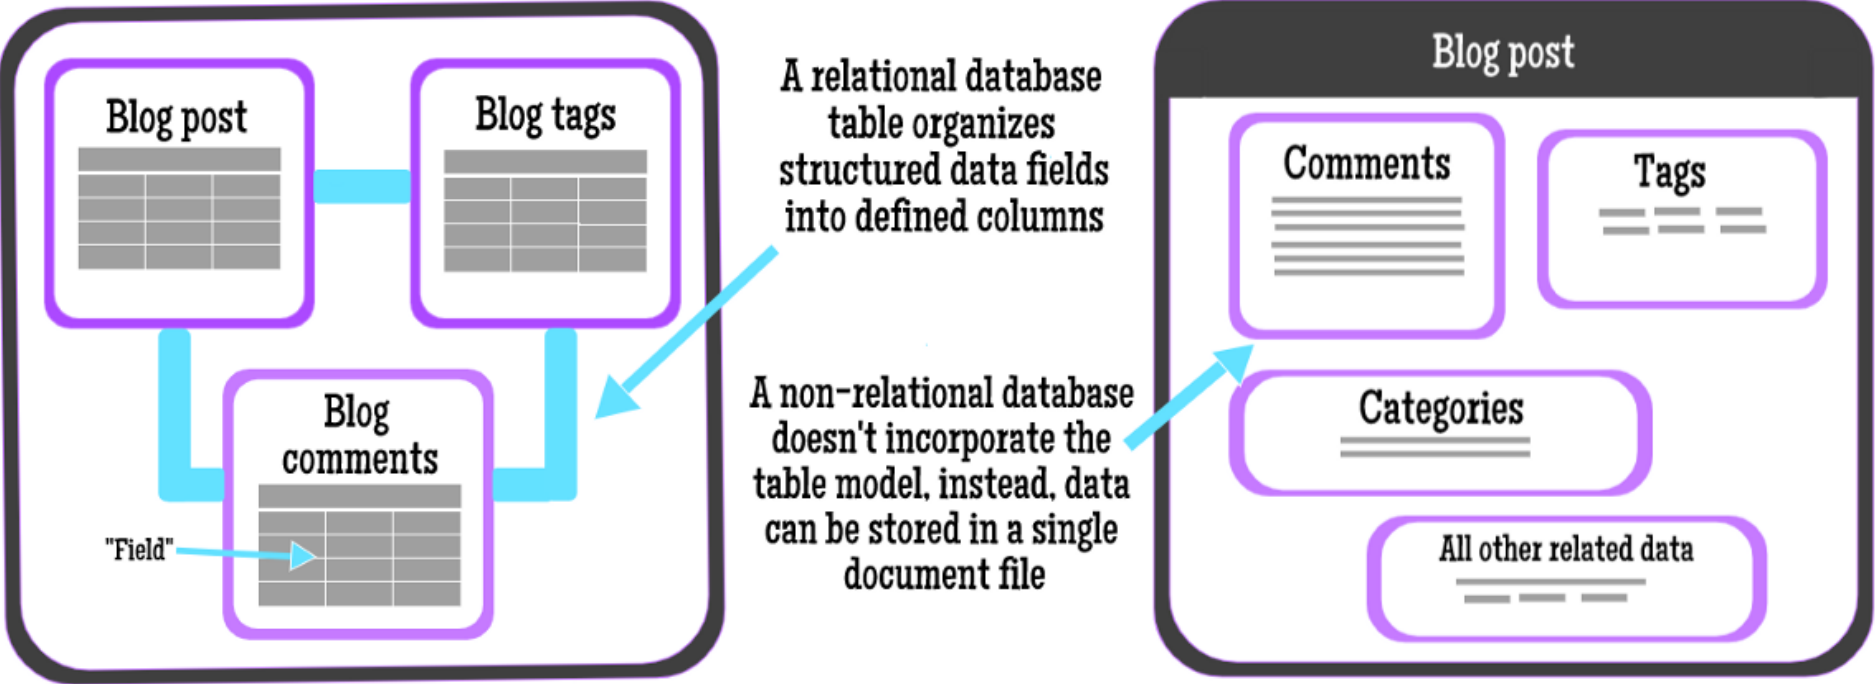 Blog post
Blog tags
Blog
comments
"Field"
A relational database
table organizes
structured data fields
into defined columns
A non-relational database
doesn't incorporate the
table model, instead, data
can be stored in a single
document file
Blog post
Comments
Tags
Categories
All other related data